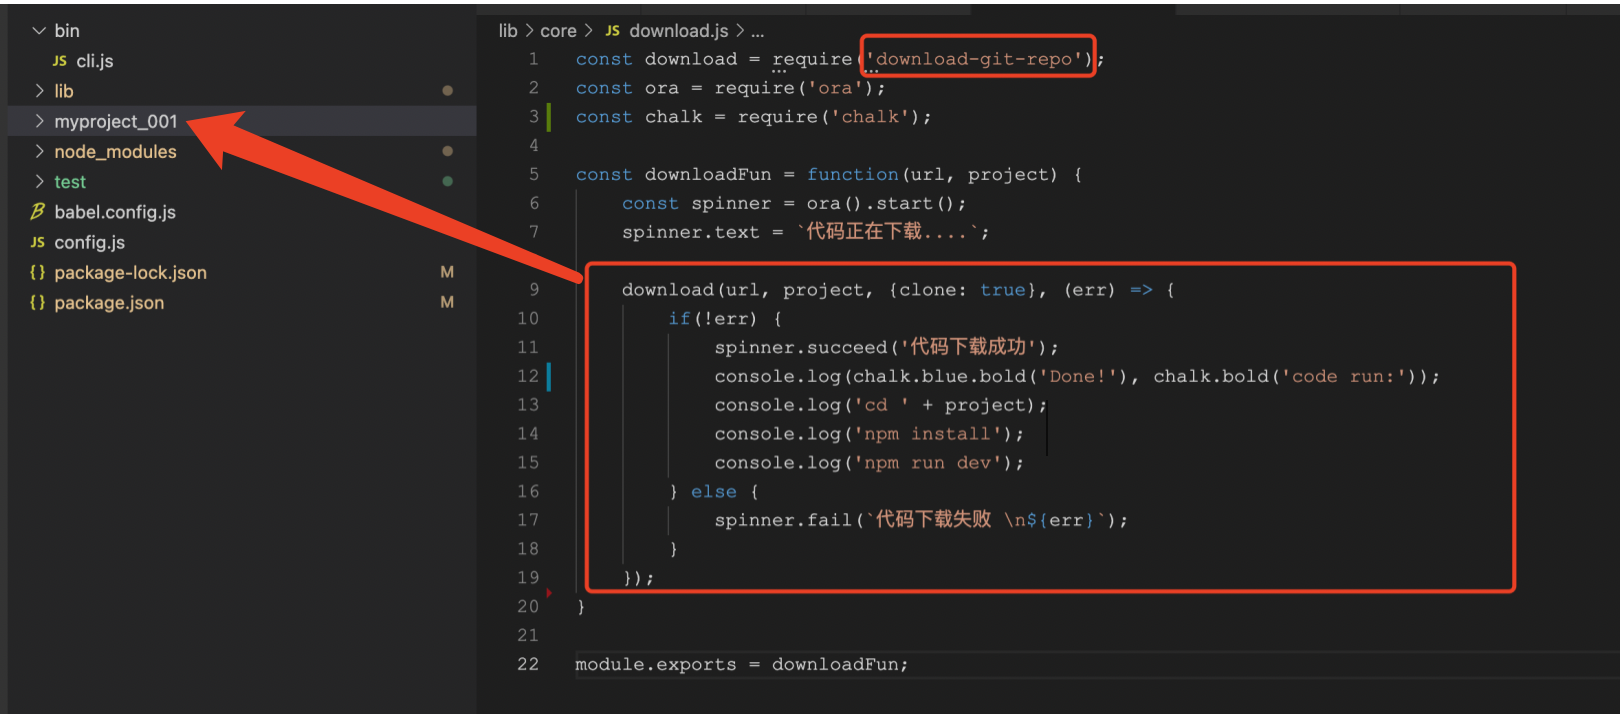 bin
JS cli.js
lib
myproject_001
node_modules
test
babel.config.js
JS config.js
{} package-lock.json M
{} package.json M
lib > core > JS download.js > ...
1 const download = require('download-git-repo');
2 const ora = require('ora');
3 const chalk = require('chalk');
4
5 const downloadFun = function(url, project) {
6 const spinner = ora().start();
7 spinner.text = `代码正在下载....`;
9 download(url, project, {clone: true}, (err) => {
10 if(!err) {
11 spinner.succeed('代码下载成功');
12 console.log(chalk.blue.bold('Done!'), chalk.bold('code run:'));
13 console.log('cd ' + project);
14 console.log('npm install');
15 console.log('npm run dev');
16 } else {
17 spinner.fail(`代码下载失败 \n${err}`);
18 }
19 });
20 }
21
22 module.exports = downloadFun;